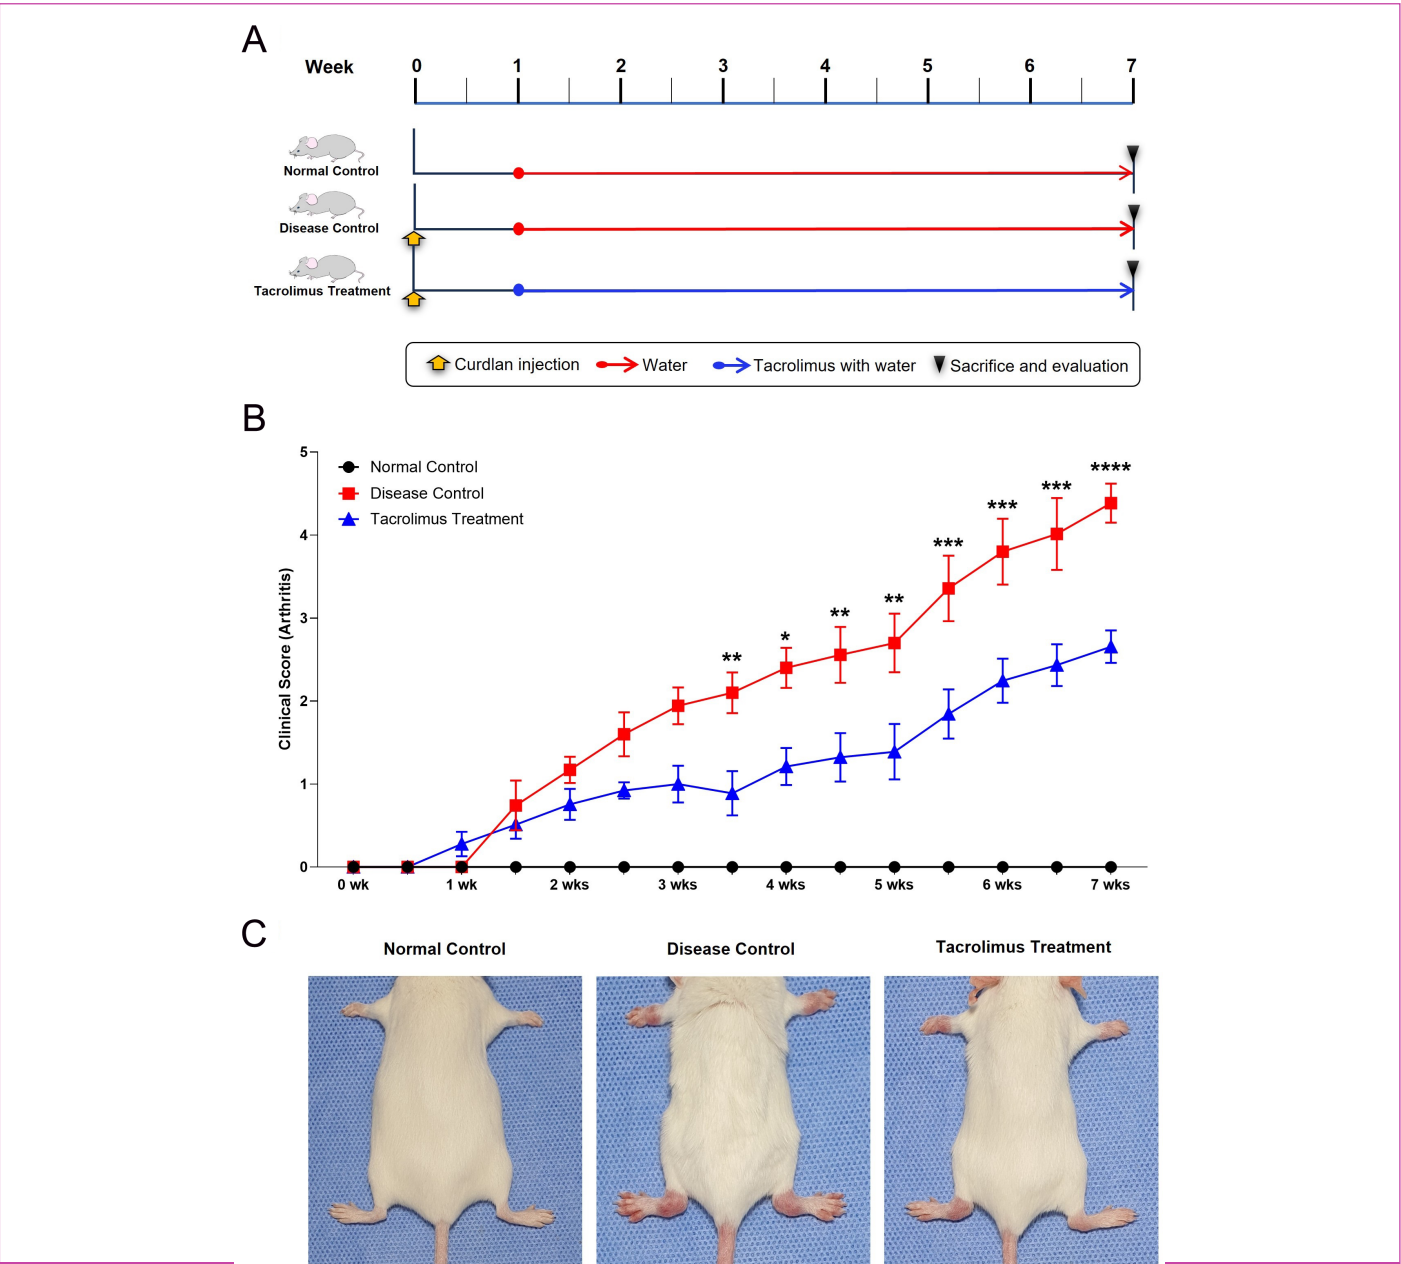 A
Week 0 1 2 3 4 5 6 7
Normal Control
Disease Control
Tacrolimus Treatment
Curdlan injection Water Tacrolimus with water Sacrifice and evaluation
B
Clinical Score (Arthritis)
5
4
3
2
1
0
Normal Control
Disease Control
Tacrolimus Treatment
** * ** ** *** *** *** ****
0 wk 1 wk 2 wks 3 wks 4 wks 5 wks 6 wks 7 wks
C
Normal Control Disease Control Tacrolimus Treatment